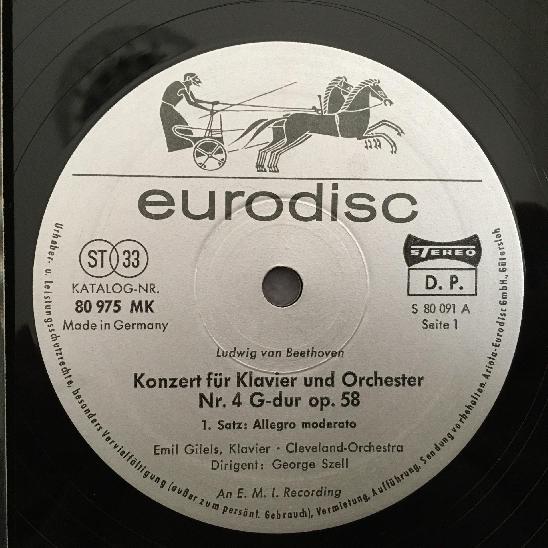 eurodisc
ST 33
KATALOG-NR.
80 975 MK
Made in Germany
STEREO
D. P.
S 80 091 A
Seite 1
Ludwig van Beethoven
Konzert für Klavier und Orchester
Nr. 4 G-dur op. 58
1. Satz: Allegro moderato
Emil Gilels, Klavier · Cleveland-Orchestra
Dirigent: George Szell
An E. M. I. Recording
Urheber- u. leistungsschutzrechte, besonders Vervielfältigung (außer zum persönl. Gebrauch), Vermietung, Aufführung, Sendung vorbehalten. Ariola-Eurodisc GmbH., Gütersloh